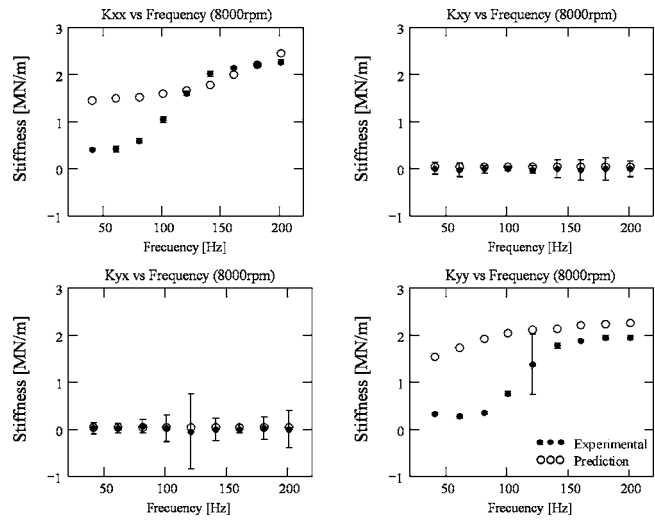 Kxx vs Frequency (8000rpm)
Kxy vs Frequency (8000rpm)
3
2
1
0
−1
Stiffness [MN/m]
50
100
150
200
Frecuency [Hz]
3
2
1
0
−1
Stiffness [MN/m]
50
100
150
200
Frecuency [Hz]
Kyx vs Frequency (8000rpm)
Kyy vs Frequency (8000rpm)
3
2
1
0
−1
Stiffness [MN/m]
50
100
150
200
Frecuency [Hz]
3
2
1
0
−1
Stiffness [MN/m]
Experimental
Prediction
50
100
150
200
Frecuency [Hz]